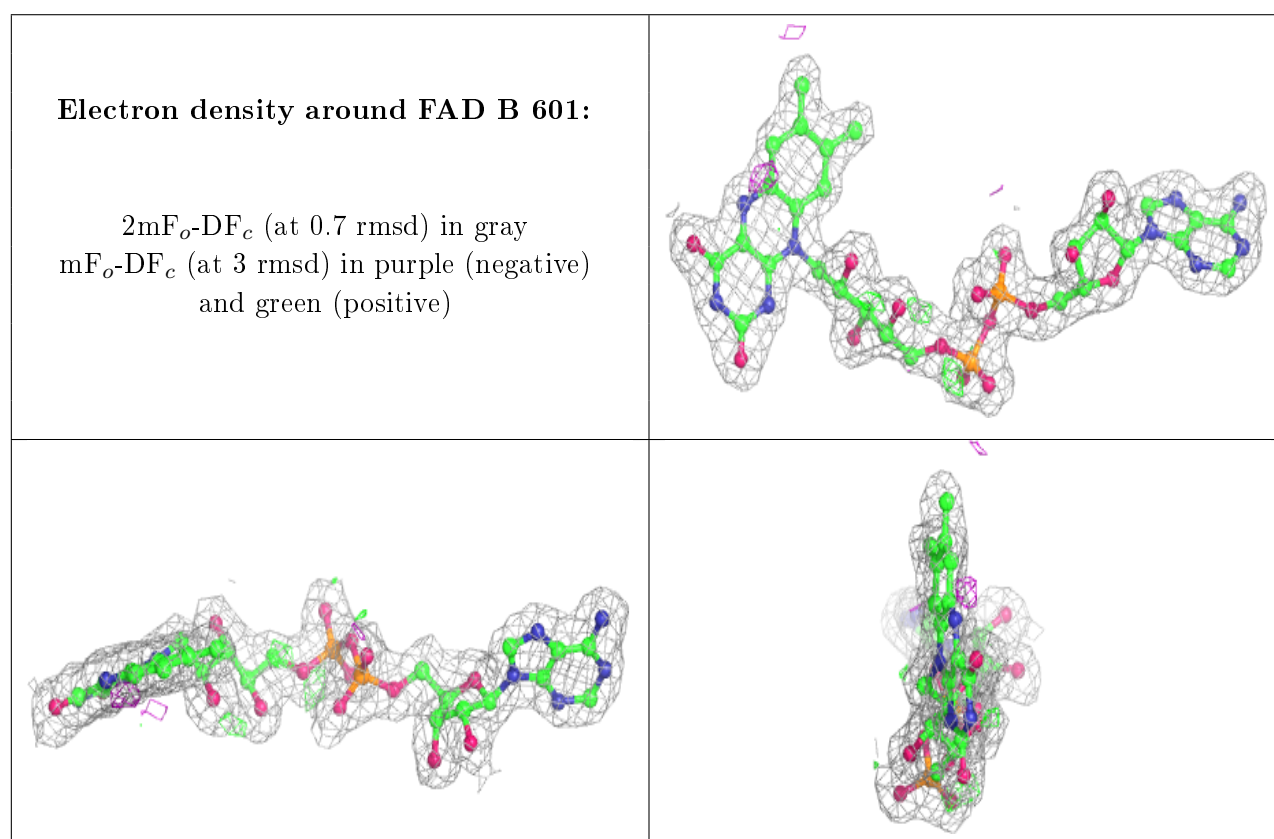 Electron density around FAD B 601:
2mFₒ-DF𝒸 (at 0.7 rmsd) in gray
mFₒ-DF𝒸 (at 3 rmsd) in purple (negative)
and green (positive)